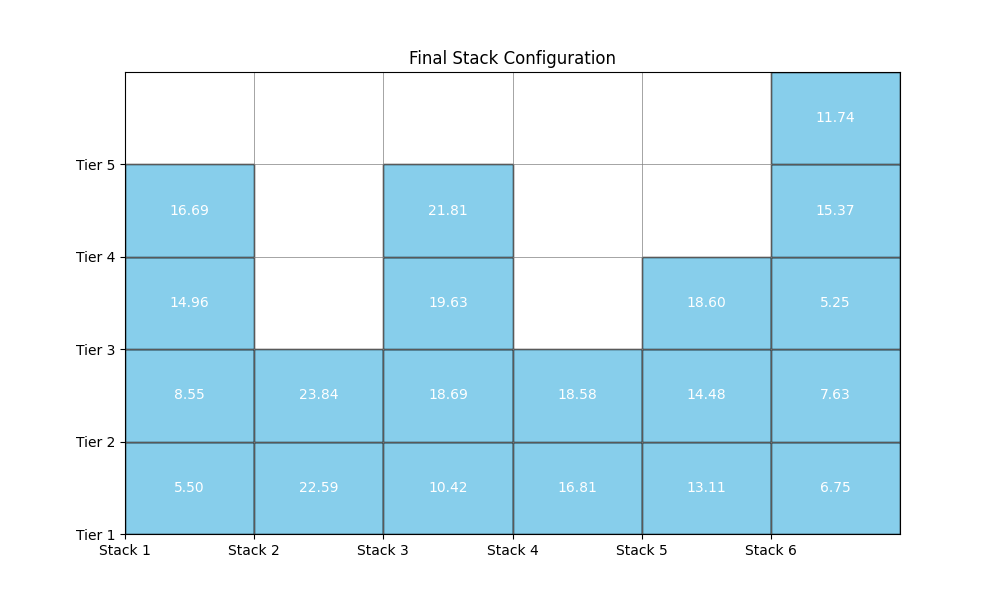 Final Stack Configuration
11.74
Tier 5
16.69 21.81 15.37
Tier 4
14.96 19.63 18.60 5.25
Tier 3
8.55 23.84 18.69 18.58 14.48 7.63
Tier 2
5.50 22.59 10.42 16.81 13.11 6.75
Tier 1
Stack 1 Stack 2 Stack 3 Stack 4 Stack 5 Stack 6